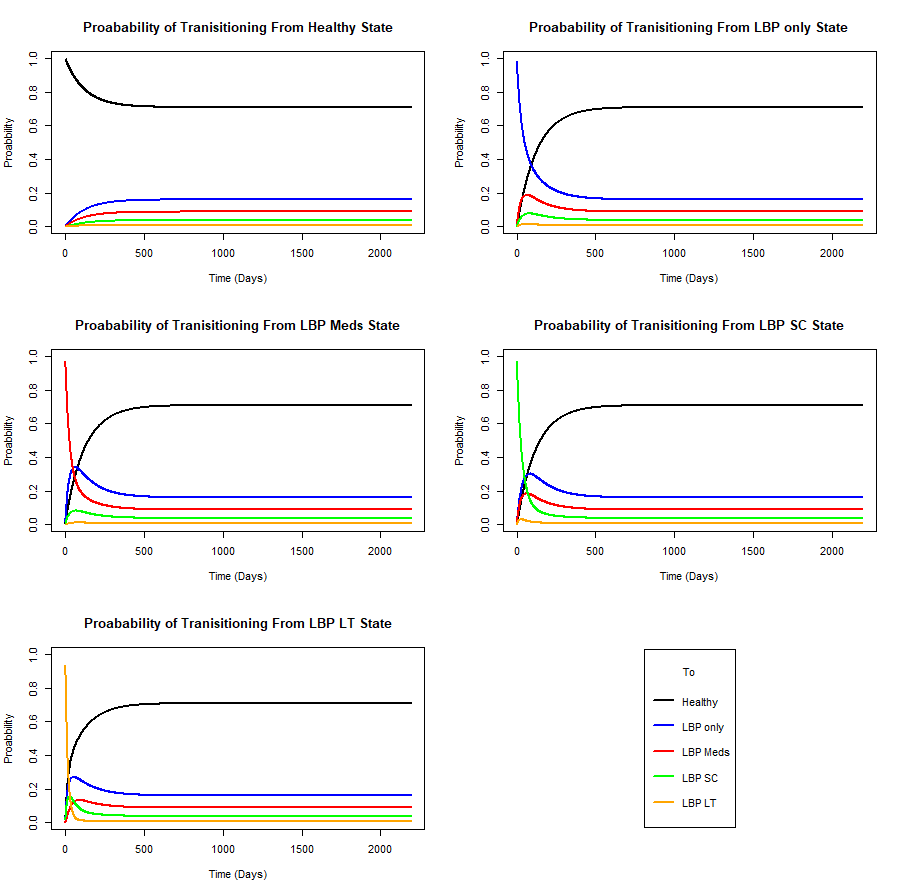 Proabability of Tranisitioning From Healthy State
Proabbility
1.0
0.8
0.6
0.4
0.2
0.0
0 500 1000 1500 2000
Time (Days)
Proabability of Tranisitioning From LBP only State
Proabbility
1.0
0.8
0.6
0.4
0.2
0.0
0 500 1000 1500 2000
Time (Days)
Proabability of Tranisitioning From LBP Meds State
Proabbility
1.0
0.8
0.6
0.4
0.2
0.0
0 500 1000 1500 2000
Time (Days)
Proabability of Tranisitioning From LBP SC State
Proabbility
1.0
0.8
0.6
0.4
0.2
0.0
0 500 1000 1500 2000
Time (Days)
Proabability of Tranisitioning From LBP LT State
Proabbility
1.0
0.8
0.6
0.4
0.2
0.0
0 500 1000 1500 2000
Time (Days)
To
Healthy
LBP only
LBP Meds
LBP SC
LBP LT